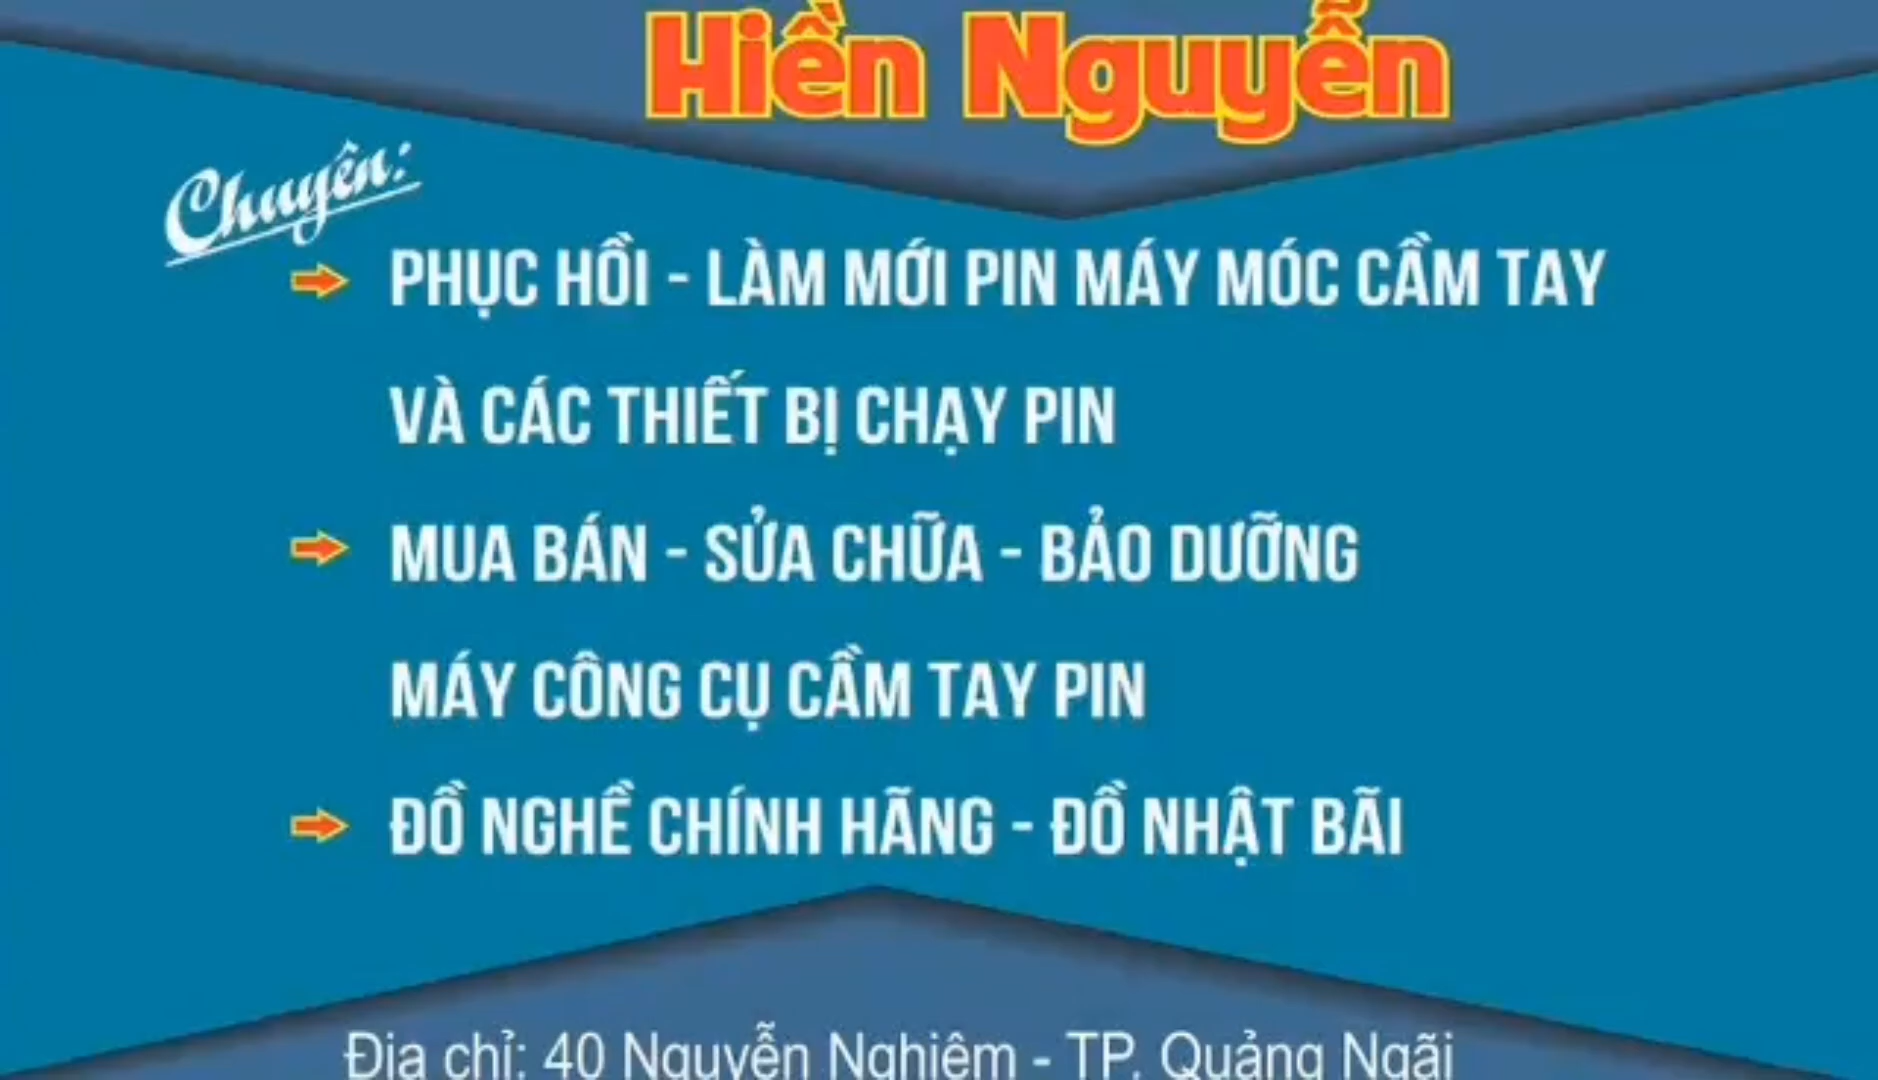 Hiền Nguyễn
Chuyên:
PHỤC HỒI - LÀM MỚI PIN MÁY MÓC CẦM TAY
VÀ CÁC THIẾT BỊ CHẠY PIN
MUA BÁN - SỬA CHỮA - BẢO DƯỠNG
MÁY CÔNG CỤ CẦM TAY PIN
ĐỒ NGHỀ CHÍNH HÃNG - ĐỒ NHẬT BÃI
Địa chỉ: 40 Nguyễn Nghiêm - TP. Quảng Ngãi